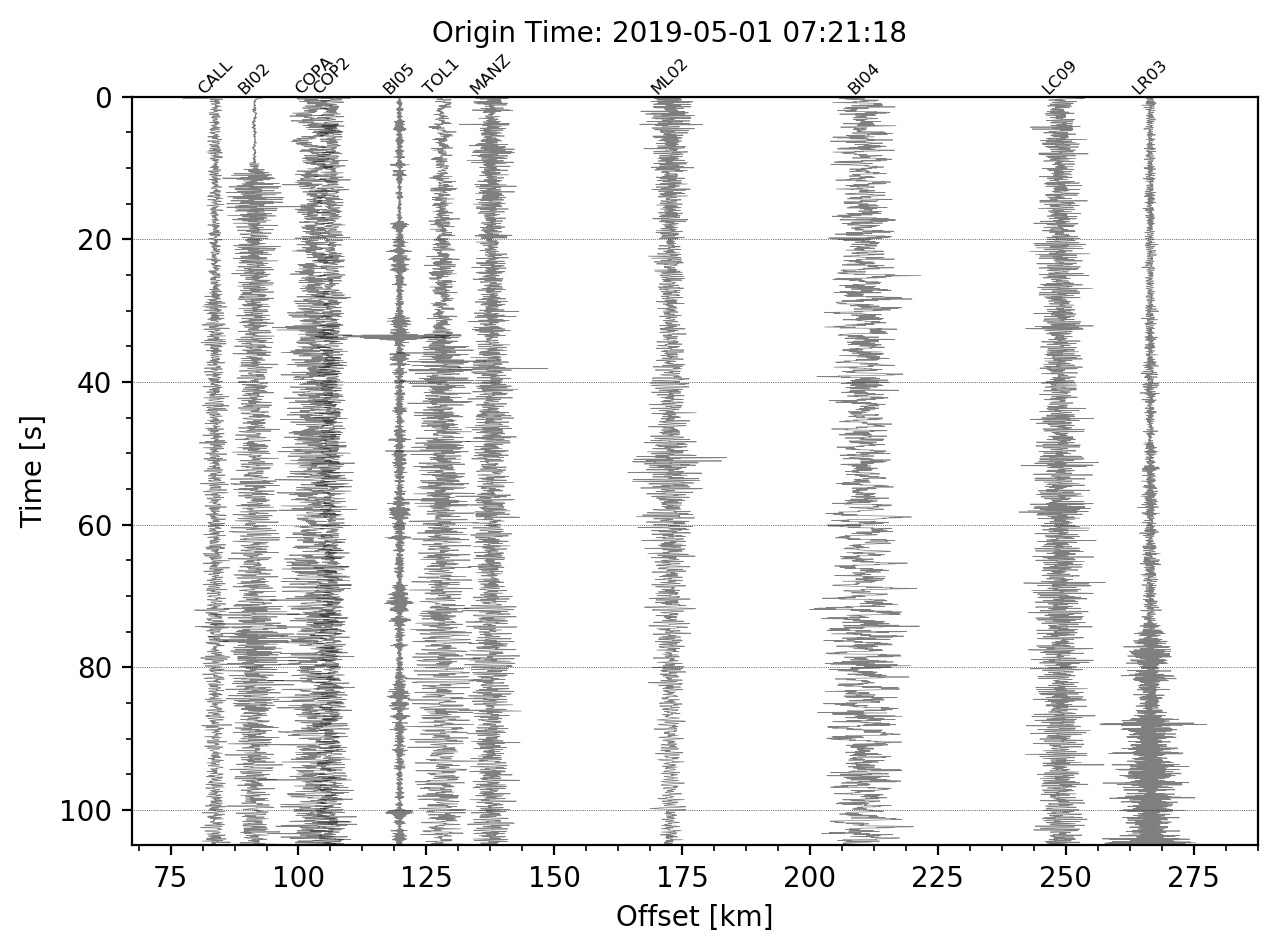 Origin Time: 2019-05-01 07:21:18
CALL BI02 COPA COP2 BI05 TOL1 MANZ ML02 BI04 LC09 LR03
0
20
40
60
80
100
Time [s]
75 100 125 150 175 200 225 250 275
Offset [km]